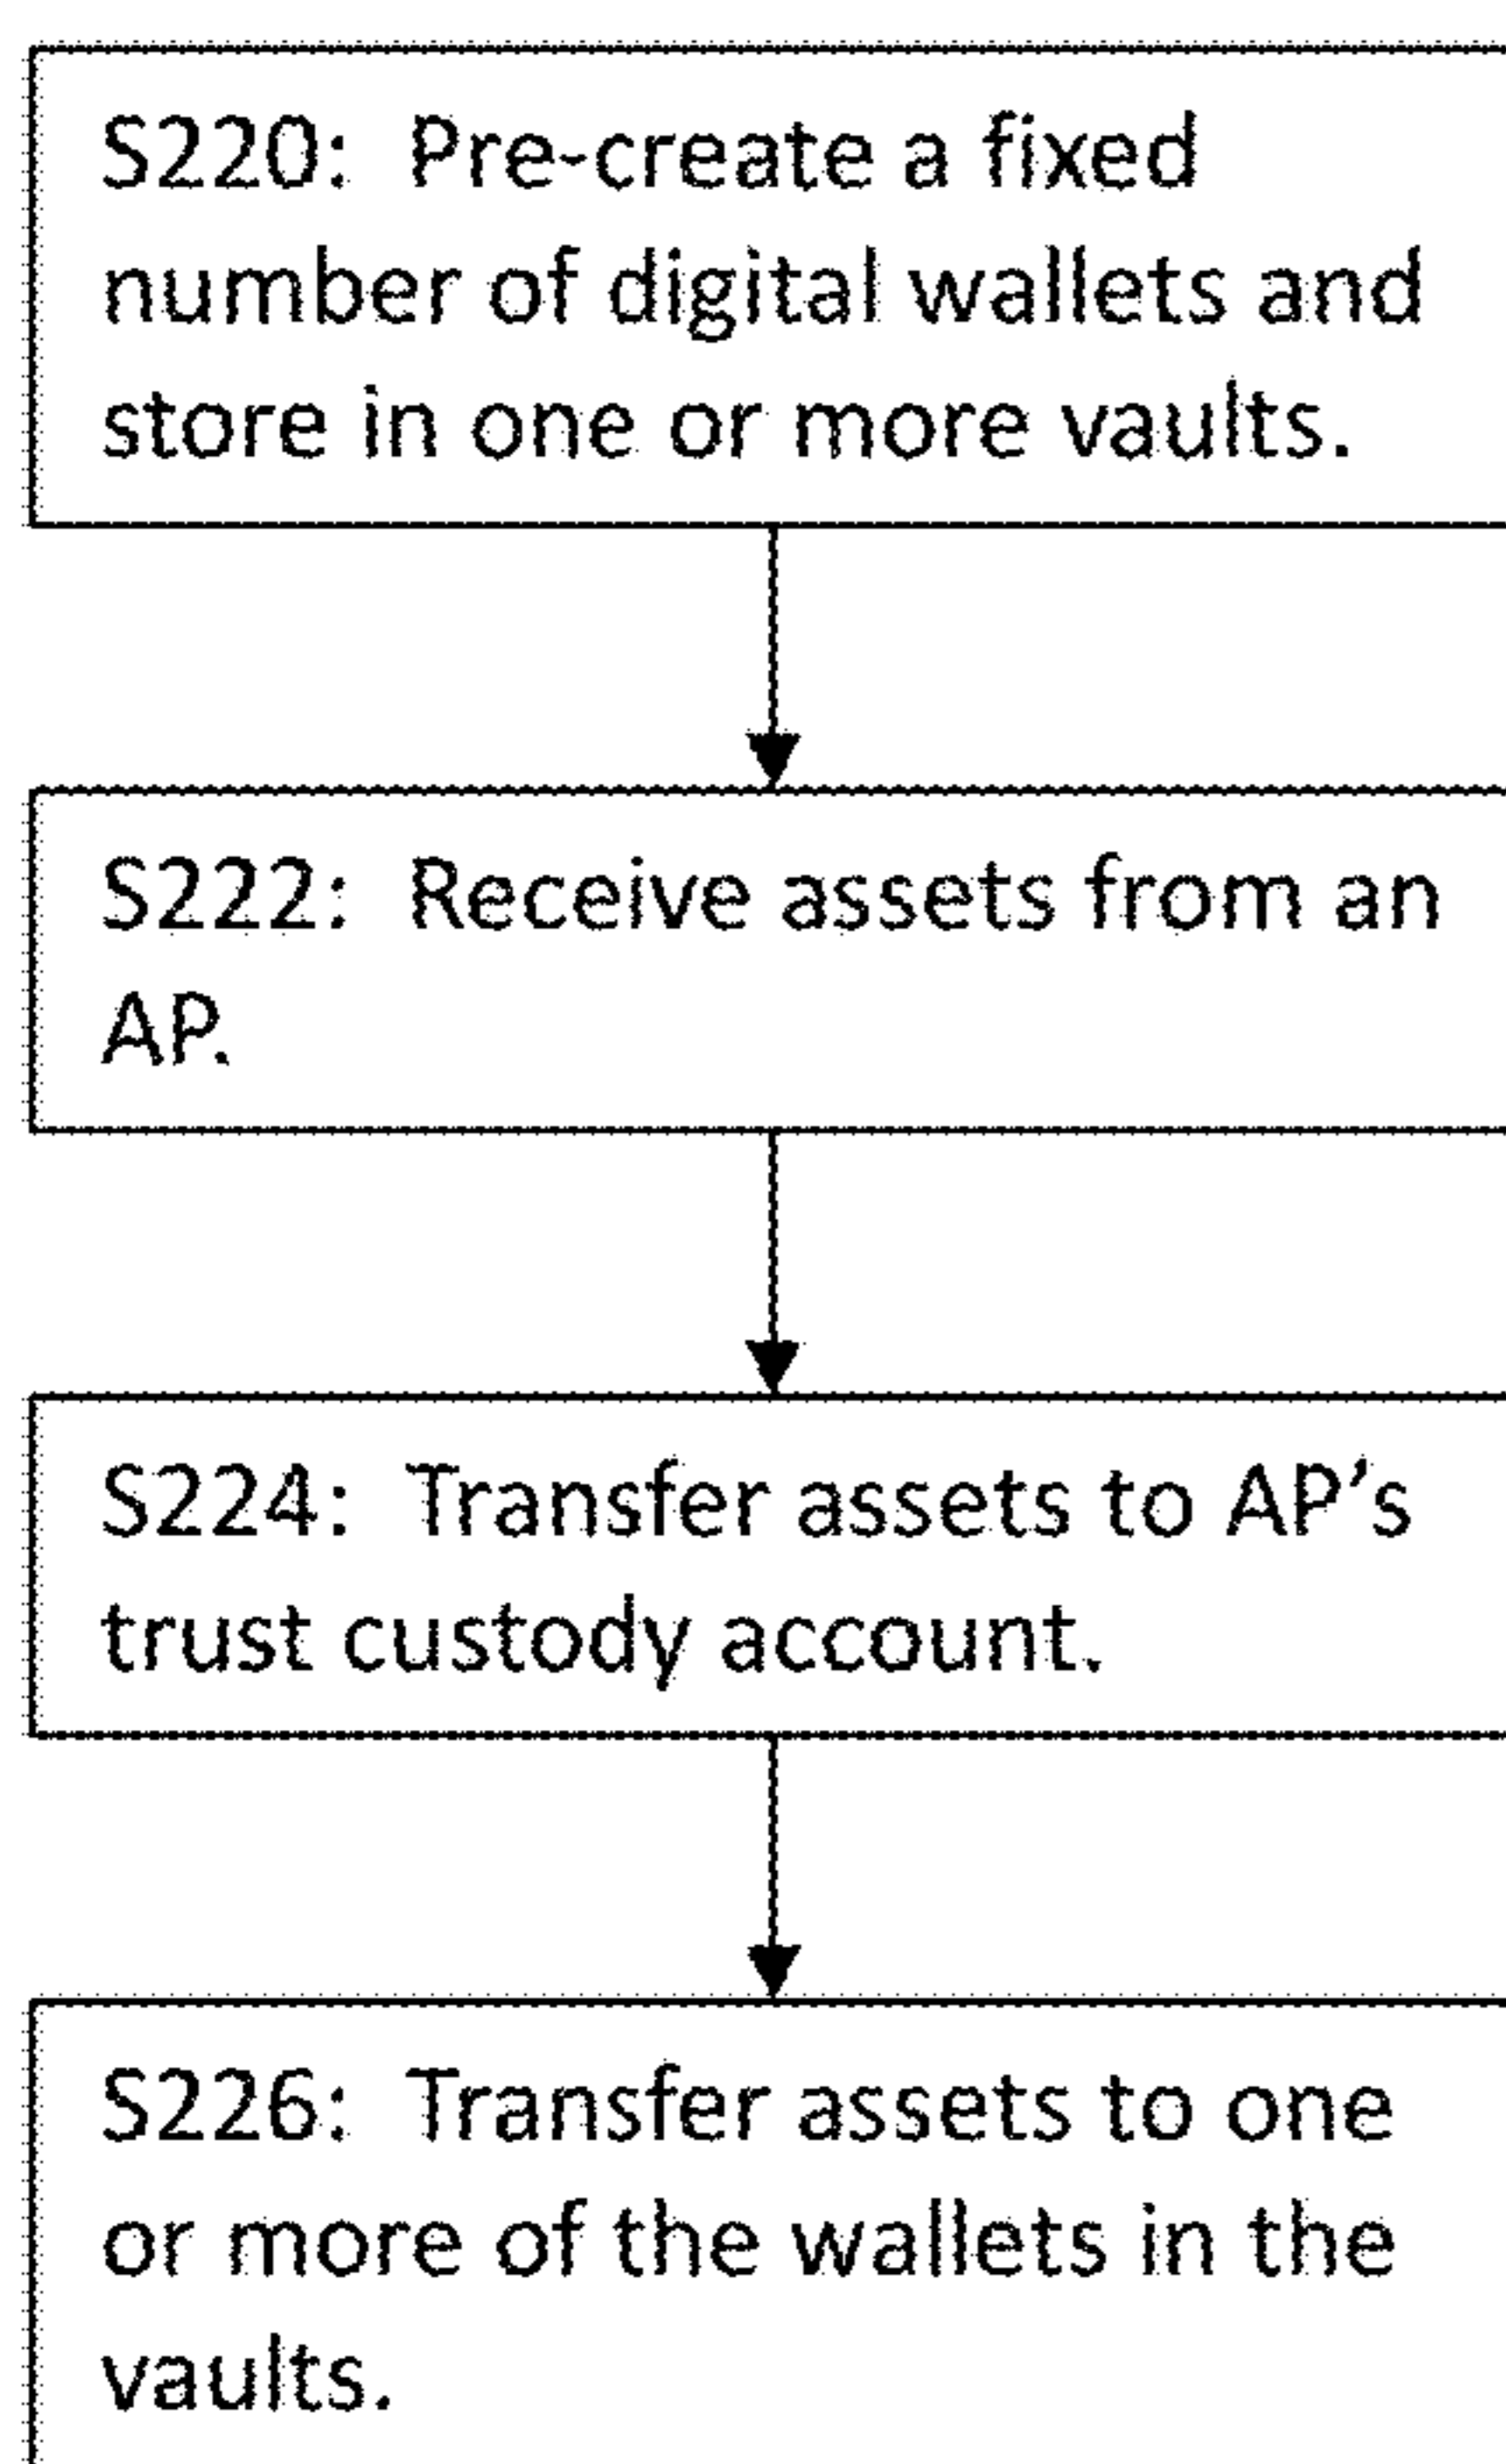 S220:  Pre-create a fixed
number of digital wallets and
store in one or more vaults.
S222:  Receive assets from an
AP.
S224:  Transfer assets to AP’s
trust custody account.
S226:  Transfer assets to one
or more of the wallets in the
vaults.